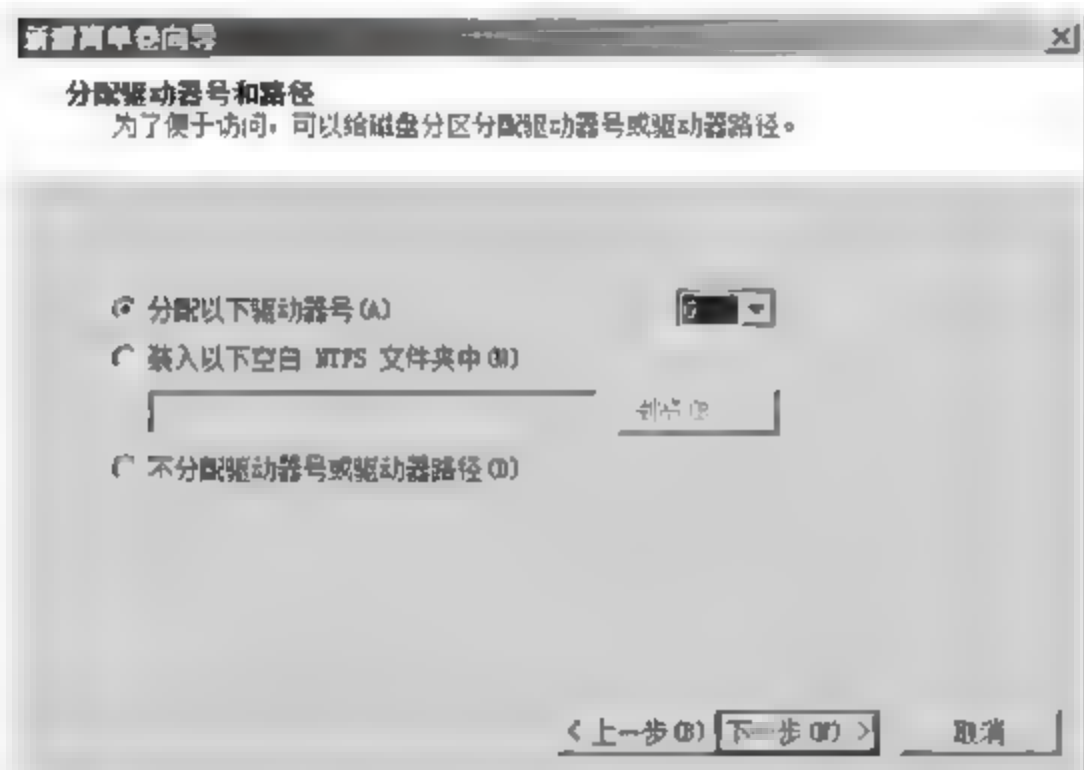 新建简单卷向导
分配驱动器号和路径
为了便于访问，可以给磁盘分区分配驱动器号或驱动器路径。
分配以下驱动器号(A)
装入以下空白 NTFS 文件夹中(M)
不分配驱动器号或驱动器路径(D)
< 上一步(B)
下一步(N) >
取消